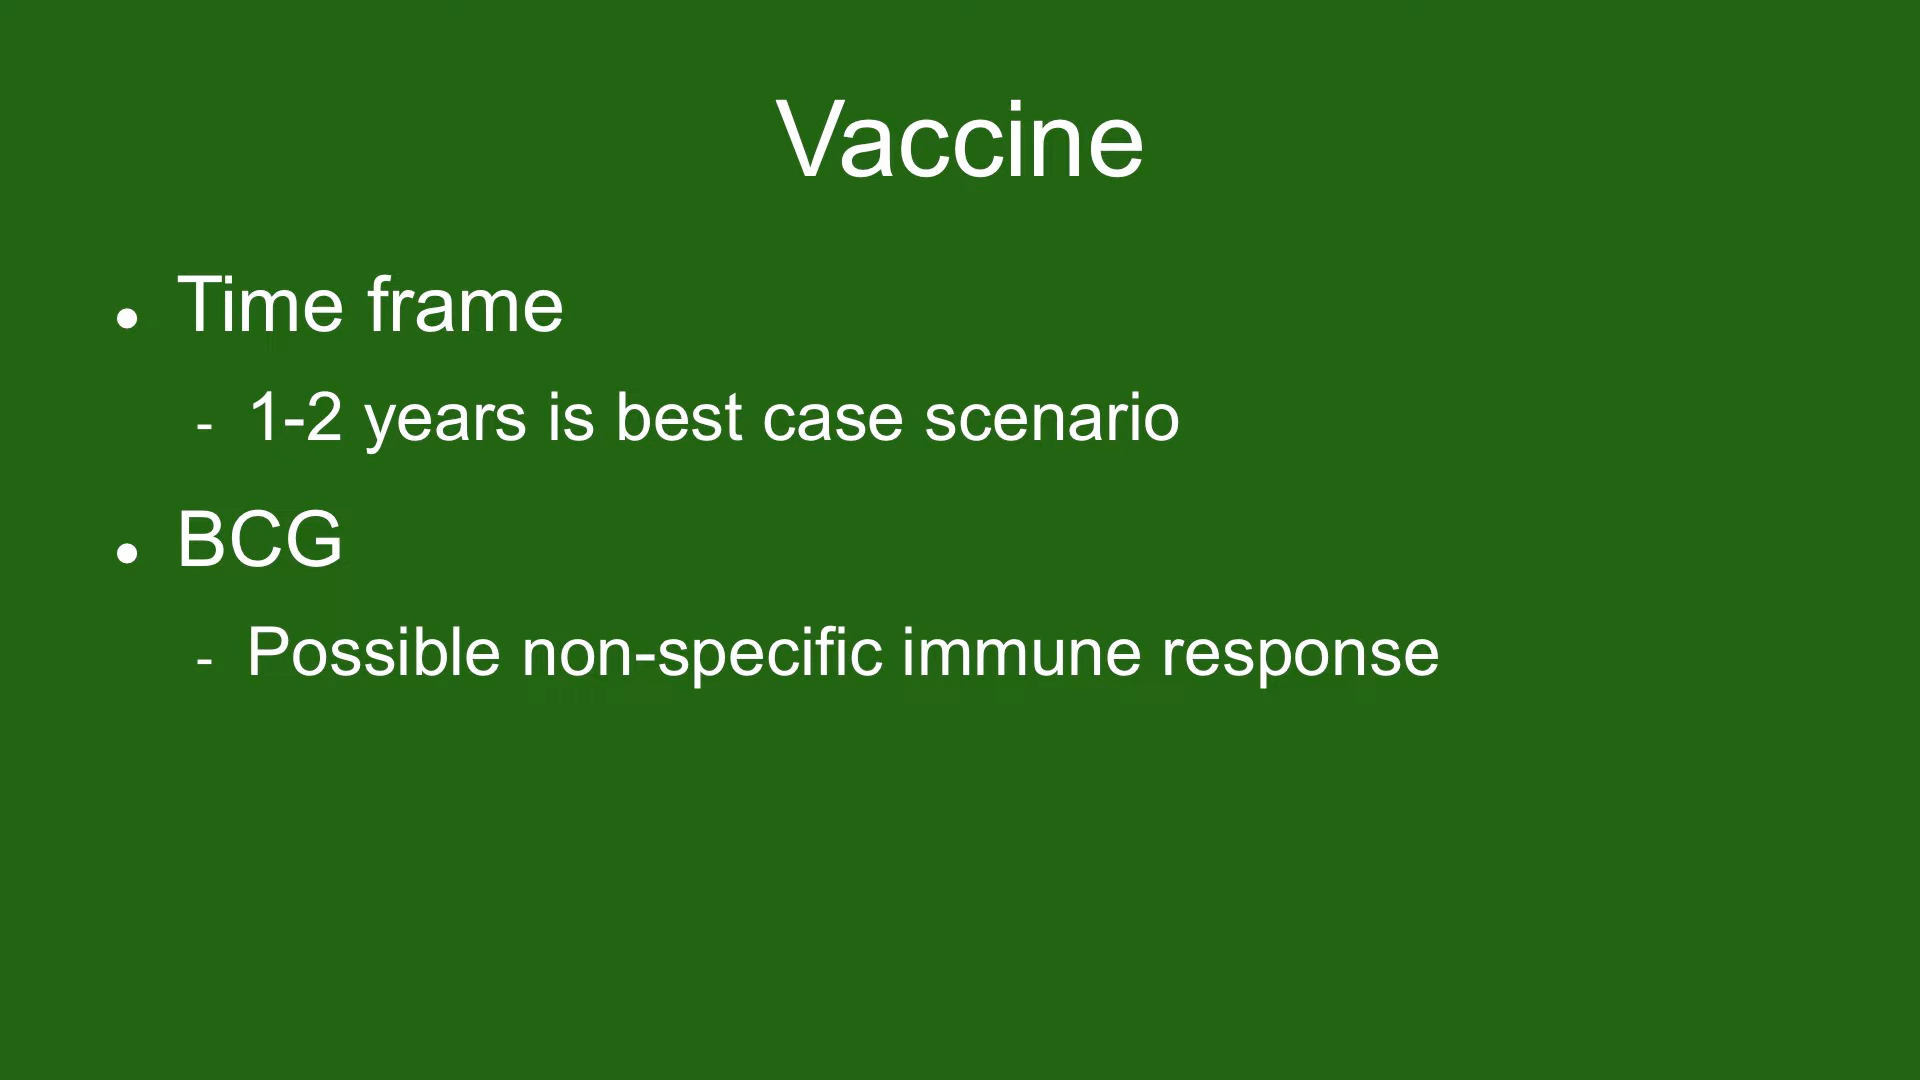 Vaccine
• Time frame
- 1-2 years is best case scenario
• BCG
- Possible non-specific immune response